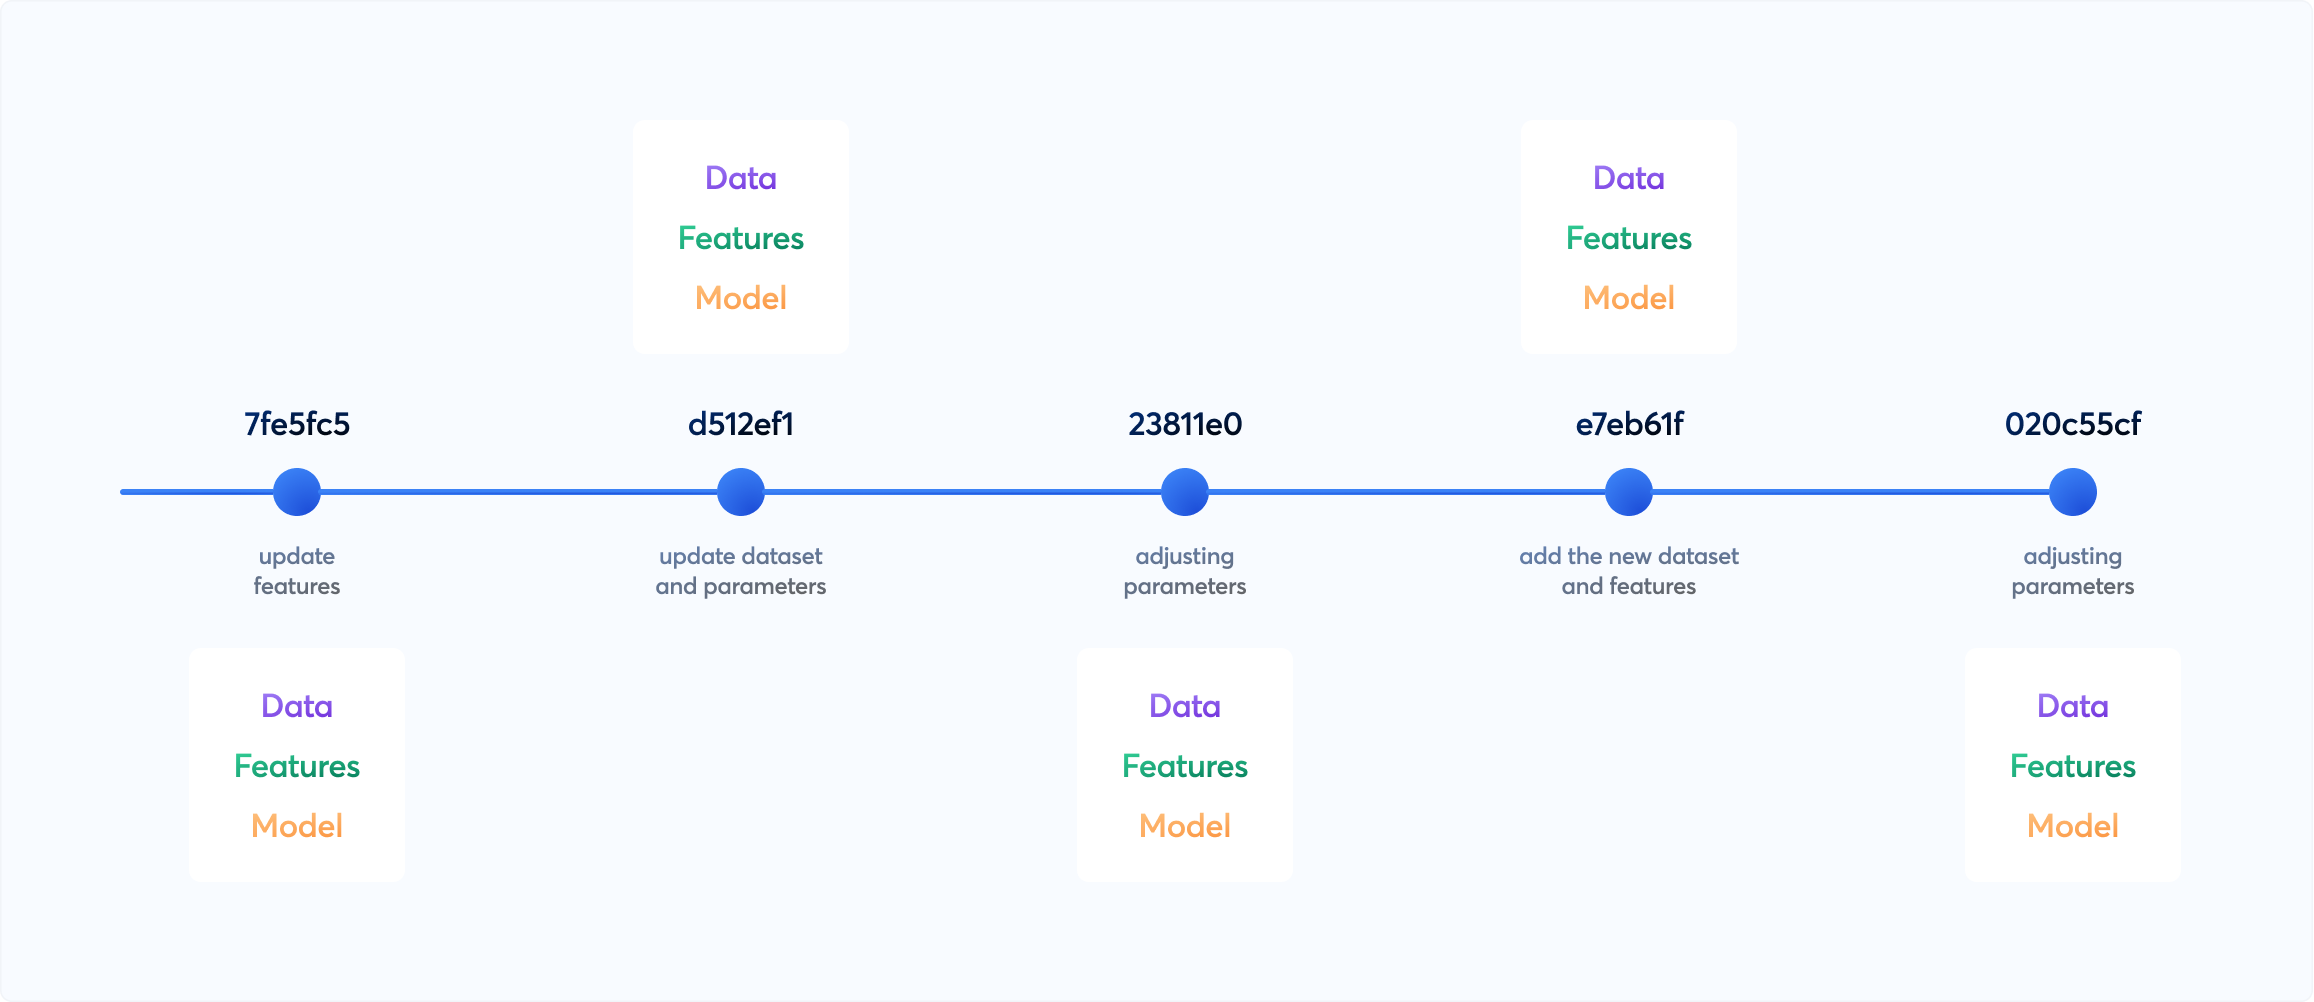 Data
Features
Model
Data
Features
Model
7fe5fc5
d512ef1
23811e0
e7eb61f
020c55cf
update
features
update dataset
and parameters
adjusting
parameters
add the new dataset
and features
adjusting
parameters
Data
Features
Model
Data
Features
Model
Data
Features
Model